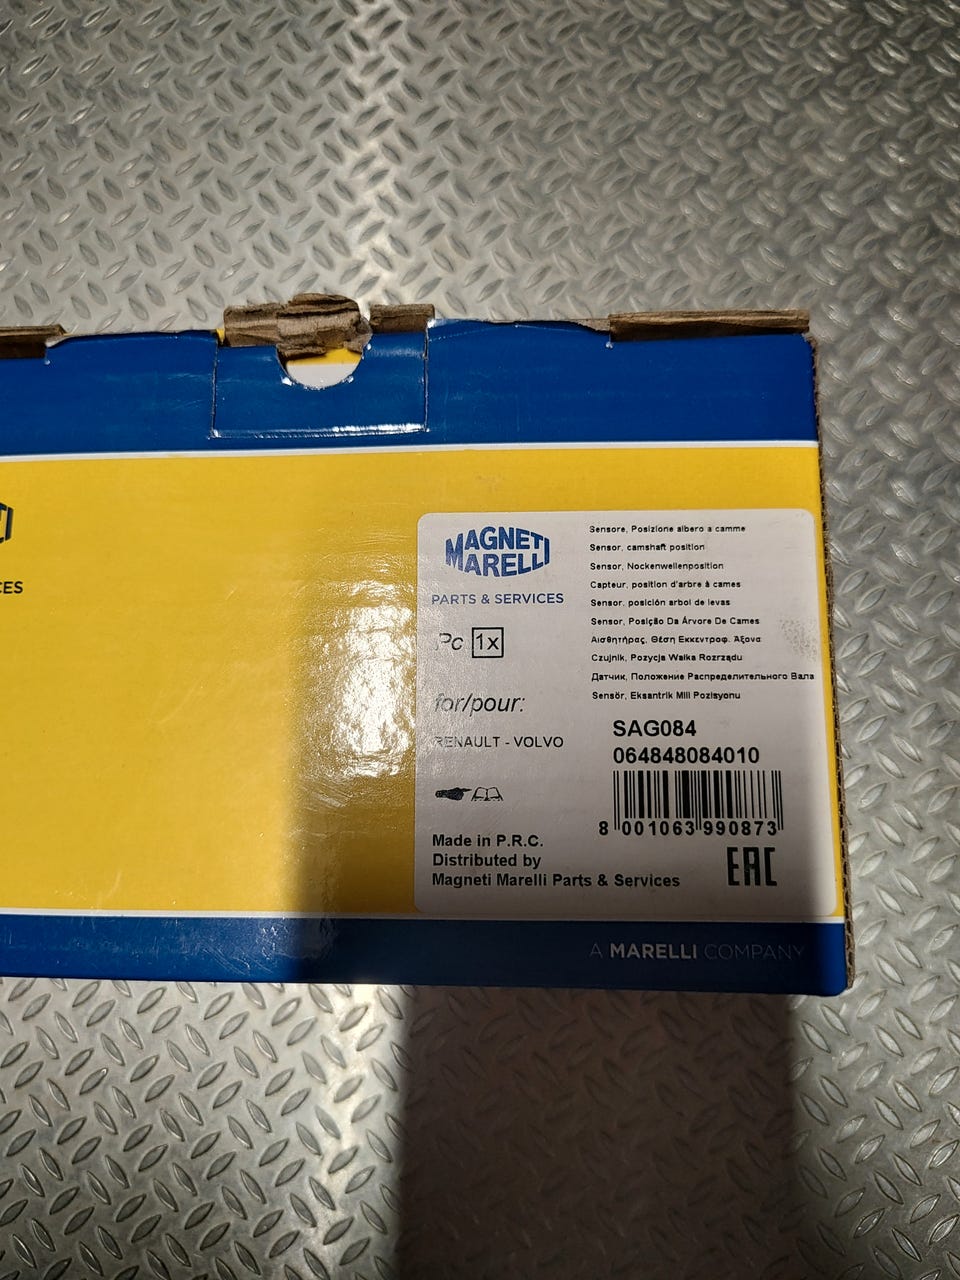 MAGNETI
MARELLI
PARTS & SERVICES
Pc 1x
for/pour:
RENAULT - VOLVO
Sensore, Posizione albero a camme
Sensor, camshaft position
Sensor, Nockenwellenposition
Capteur, position d'arbre à cames
Sensor, posición arbol de levas
Sensor, Posição Da Árvore De Cames
Αισθητήρας, Θέση Εκκεντροφ. Άξονα
Czujnik, Pozycja Wałka Rozrządu
Датчик, Положение Распределительного Вала
Sensör, Eksantrik Mili Pozisyonu
SAG084
064848084010
8 001063 990873
Made in P.R.C.
Distributed by
Magneti Marelli Parts & Services
EAC
A MARELLI COMPANY